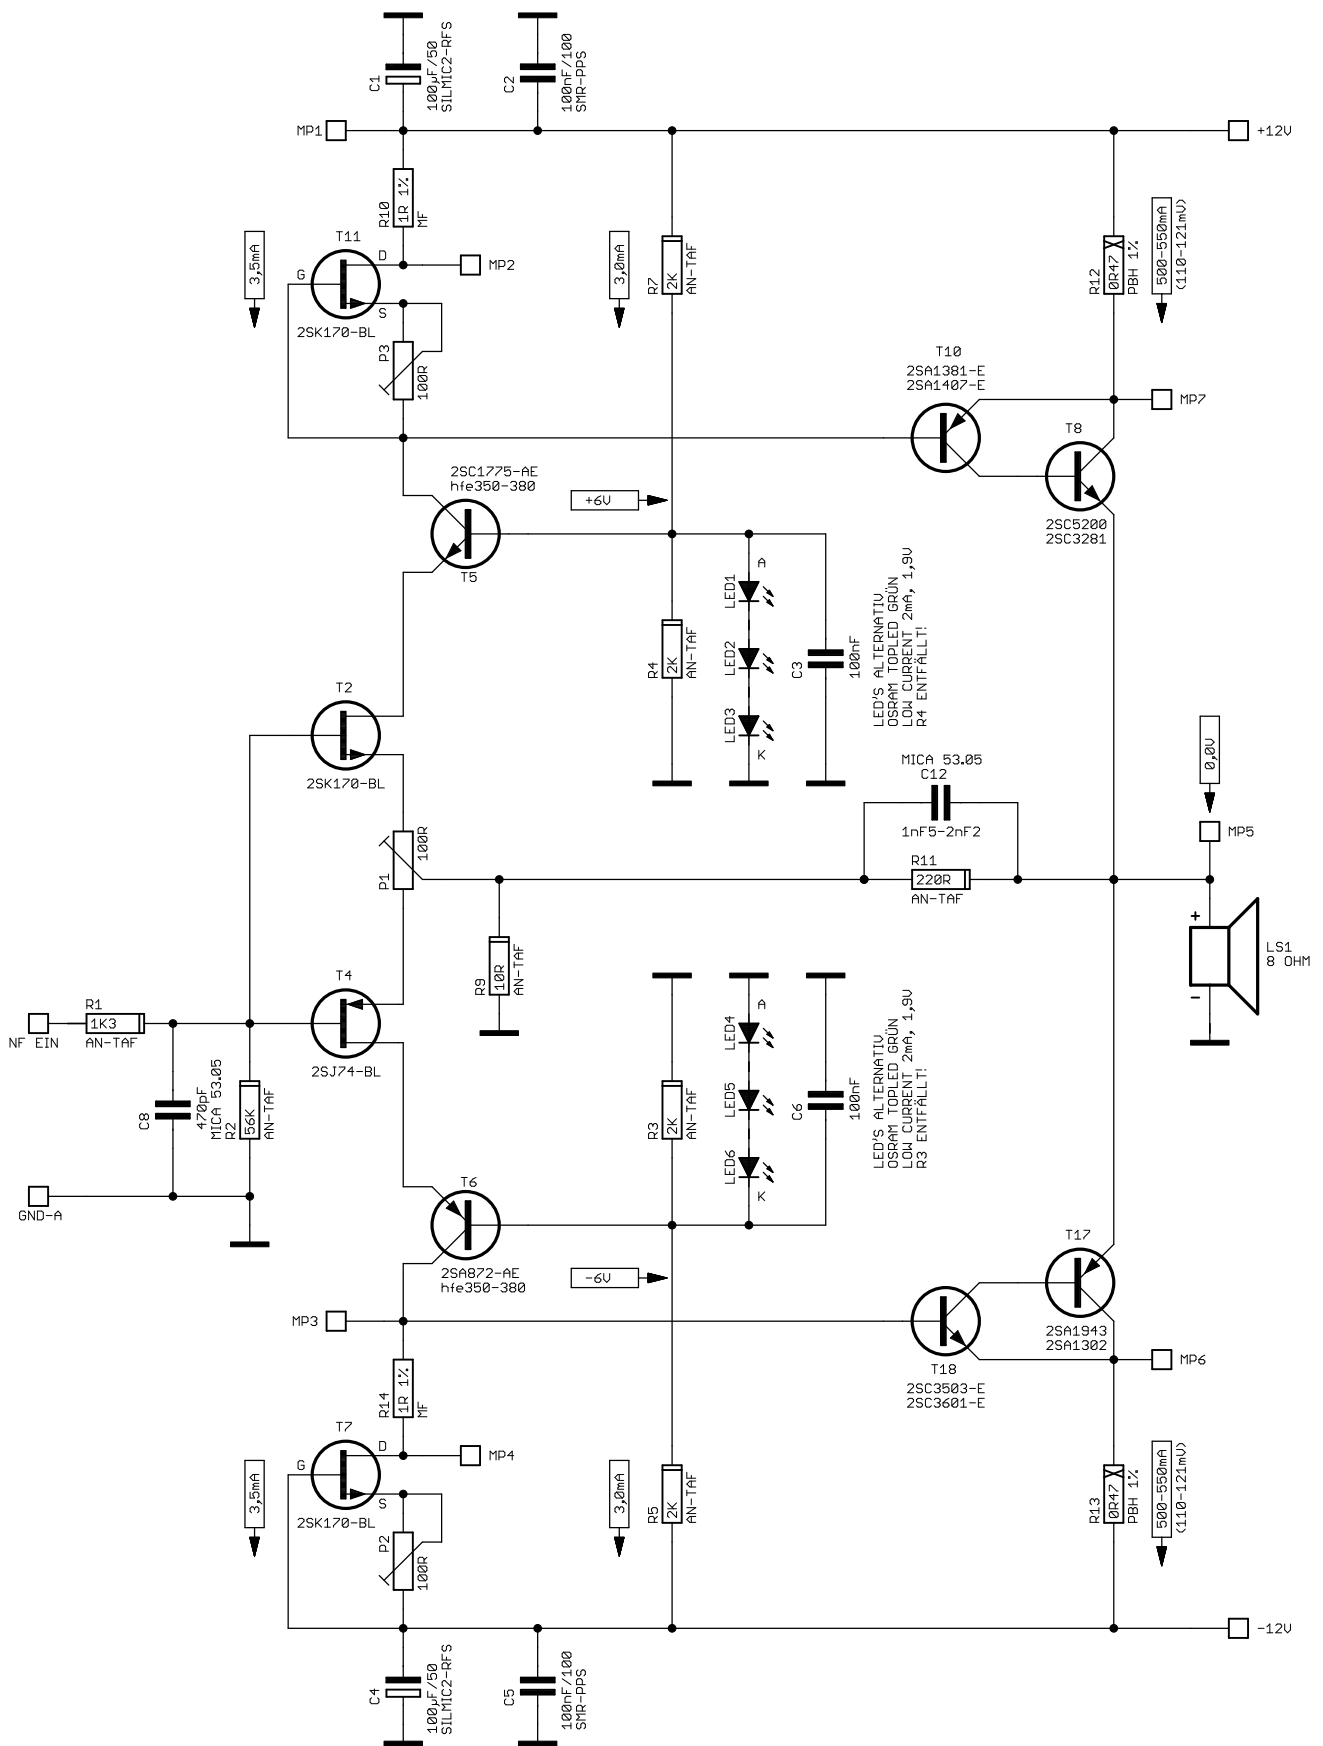 C1
100µF/50
SILMIC2-RFS
C2
100nF/100
SMR-PPS
MP1
+12V
R10
1R 1%
MF
3,5mA
T11
D
G
S
2SK170-BL
MP2
P3
100R
3,0mA
R7
2K
AN-TAF
R12
0R47
PBH 1%
500-550mA
(110-121mV)
T10
2SA1381-E
2SA1407-E
MP7
T8
2SC5200
2SC3281
2SC1775-AE
hfe350-380
T5
+6V
R4
2K
AN-TAF
A
LED1
LED2
LED3
K
C3
100nF
LED'S ALTERNATIV
OSRAM TOPLED GRÜN
LOW CURRENT 2mA, 1,9V
R4 ENTFÄLLT!
T2
2SK170-BL
P1
100R
MICA 53.05
C12
1nF5-2nF2
R11
220R
AN-TAF
0,0V
MP5
+
-
LS1
8 OHM
R9
10R
AN-TAF
T4
2SJ74-BL
NF EIN
R1
1K3
AN-TAF
C8
470pF
MICA 53.05
R2
56K
AN-TAF
GND-A
R3
2K
AN-TAF
A
LED4
LED5
LED6
K
C6
100nF
LED'S ALTERNATIV
OSRAM TOPLED GRÜN
LOW CURRENT 2mA, 1,9V
R3 ENTFÄLLT!
T6
2SA872-AE
hfe350-380
-6V
MP3
T17
2SA1943
2SA1302
MP6
T18
2SC3503-E
2SC3601-E
R14
1R 1%
MF
T7
D
G
S
2SK170-BL
MP4
3,5mA
P2
100R
3,0mA
R5
2K
AN-TAF
R13
0R47
PBH 1%
500-550mA
(110-121mV)
-12V
C4
100µF/50
SILMIC2-RFS
C5
100nF/100
SMR-PPS